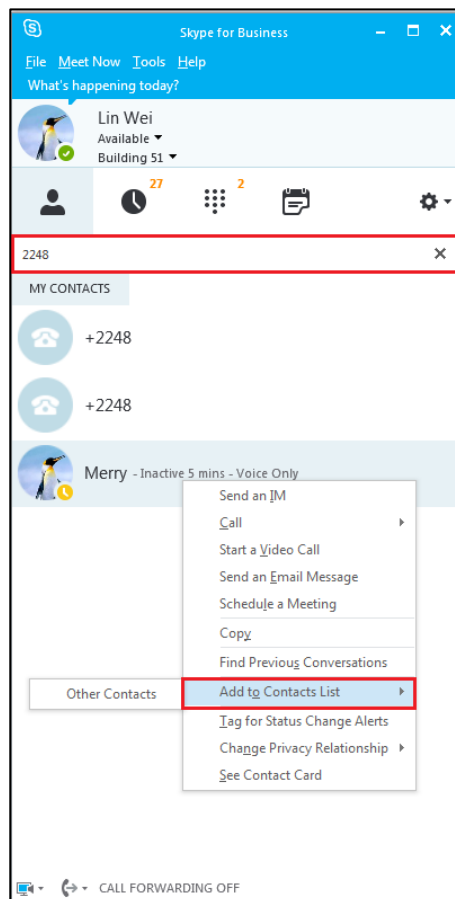 Skype for Business
File Meet Now Tools Help
What's happening today?
Lin Wei
Available
Building 51
27 2
2248
MY CONTACTS
+2248
+2248
Merry - Inactive 5 mins - Voice Only
Send an IM
Call
Start a Video Call
Send an Email Message
Schedule a Meeting
Copy
Find Previous Conversations
Other Contacts Add to Contacts List
Tag for Status Change Alerts
Change Privacy Relationship
See Contact Card
CALL FORWARDING OFF